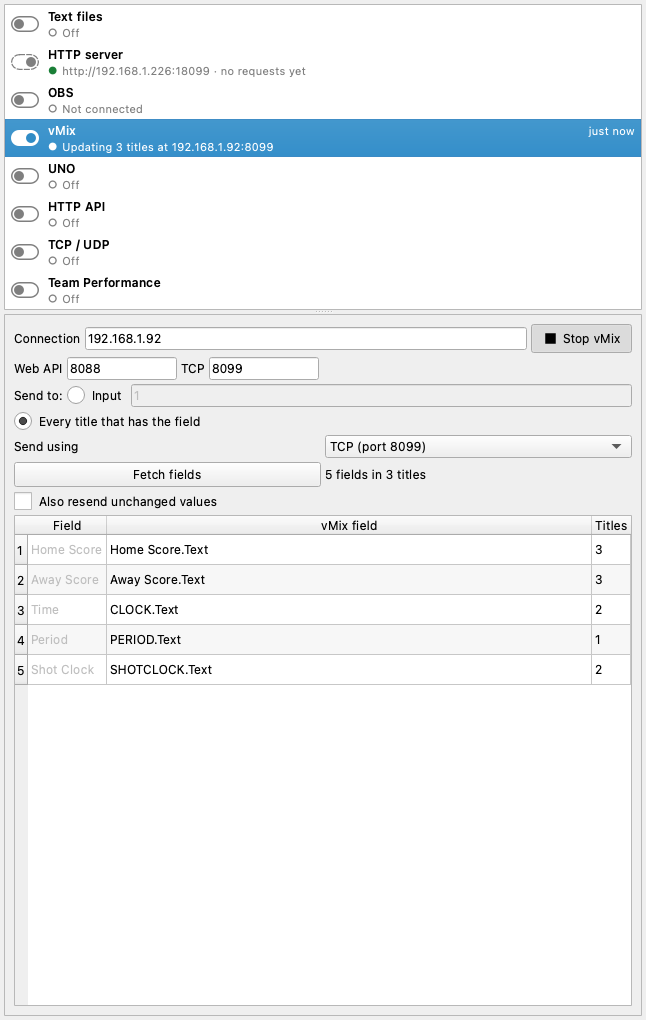 Text files
Off
HTTP server
http://192.168.1.226:18099 · no requests yet
OBS
Not connected
vMix just now
Updating 3 titles at 192.168.1.92:8099
UNO
Off
HTTP API
Off
TCP / UDP
Off
Team Performance
Off
Connection 192.168.1.92 Stop vMix
Web API 8088 TCP 8099
Send to: Input 1
Every title that has the field
Send using TCP (port 8099)
Fetch fields 5 fields in 3 titles
Also resend unchanged values
Field vMix field Titles
1 Home Score Home Score.Text 3
2 Away Score Away Score.Text 3
3 Time CLOCK.Text 2
4 Period PERIOD.Text 1
5 Shot Clock SHOTCLOCK.Text 2